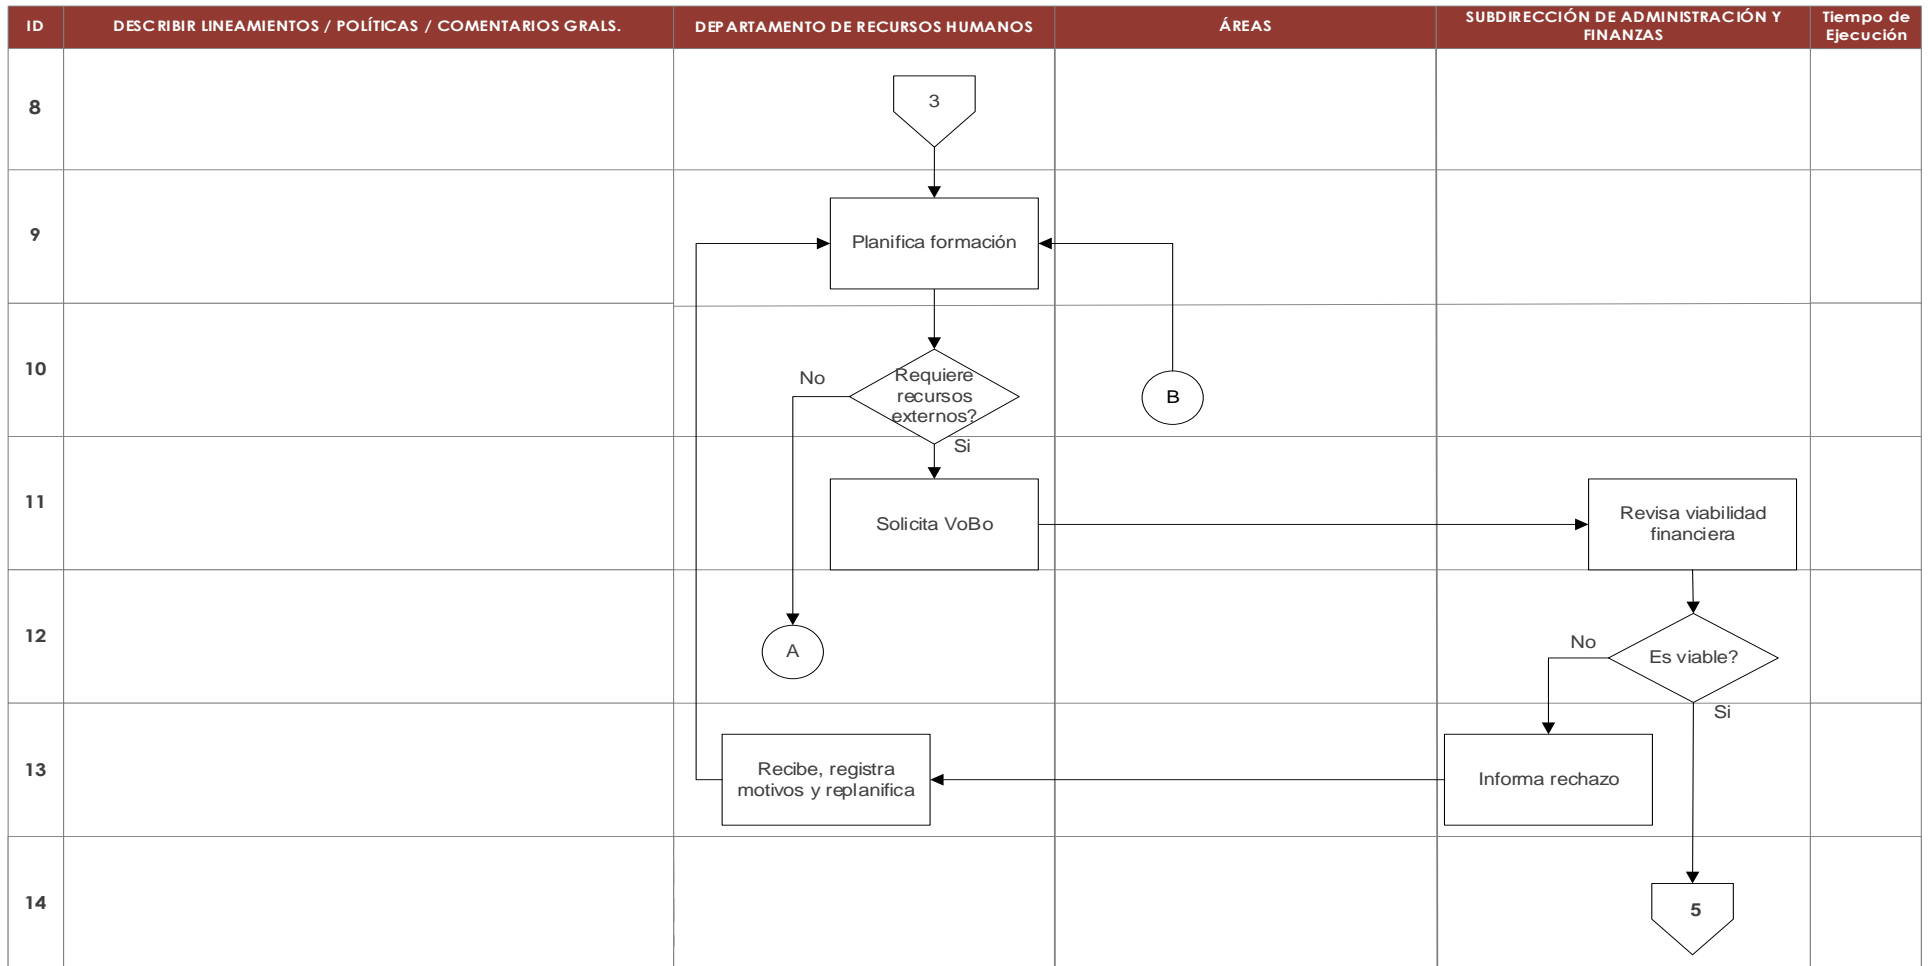 ID
DESCRIBIR LINEAMIENTOS / POLÍTICAS / COMENTARIOS GRALS.
DEPARTAMENTO DE RECURSOS HUMANOS
ÁREAS
SUBDIRECCIÓN DE ADMINISTRACIÓN Y
FINANZAS
Tiempo de
Ejecución
8
3
9
Planifica formación
10
No
Requiere
recursos
externos?
B
Si
11
Solicita VoBo
Revisa viabilidad
financiera
12
A
No
Es viable?
Si
13
Recibe, registra
motivos y replanifica
Informa rechazo
14
5